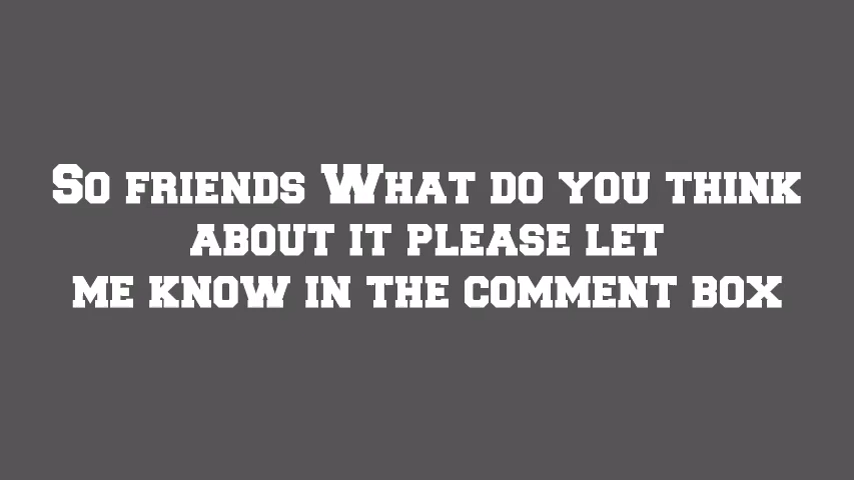 So friends What do you think
about it please let
me know in the comment box